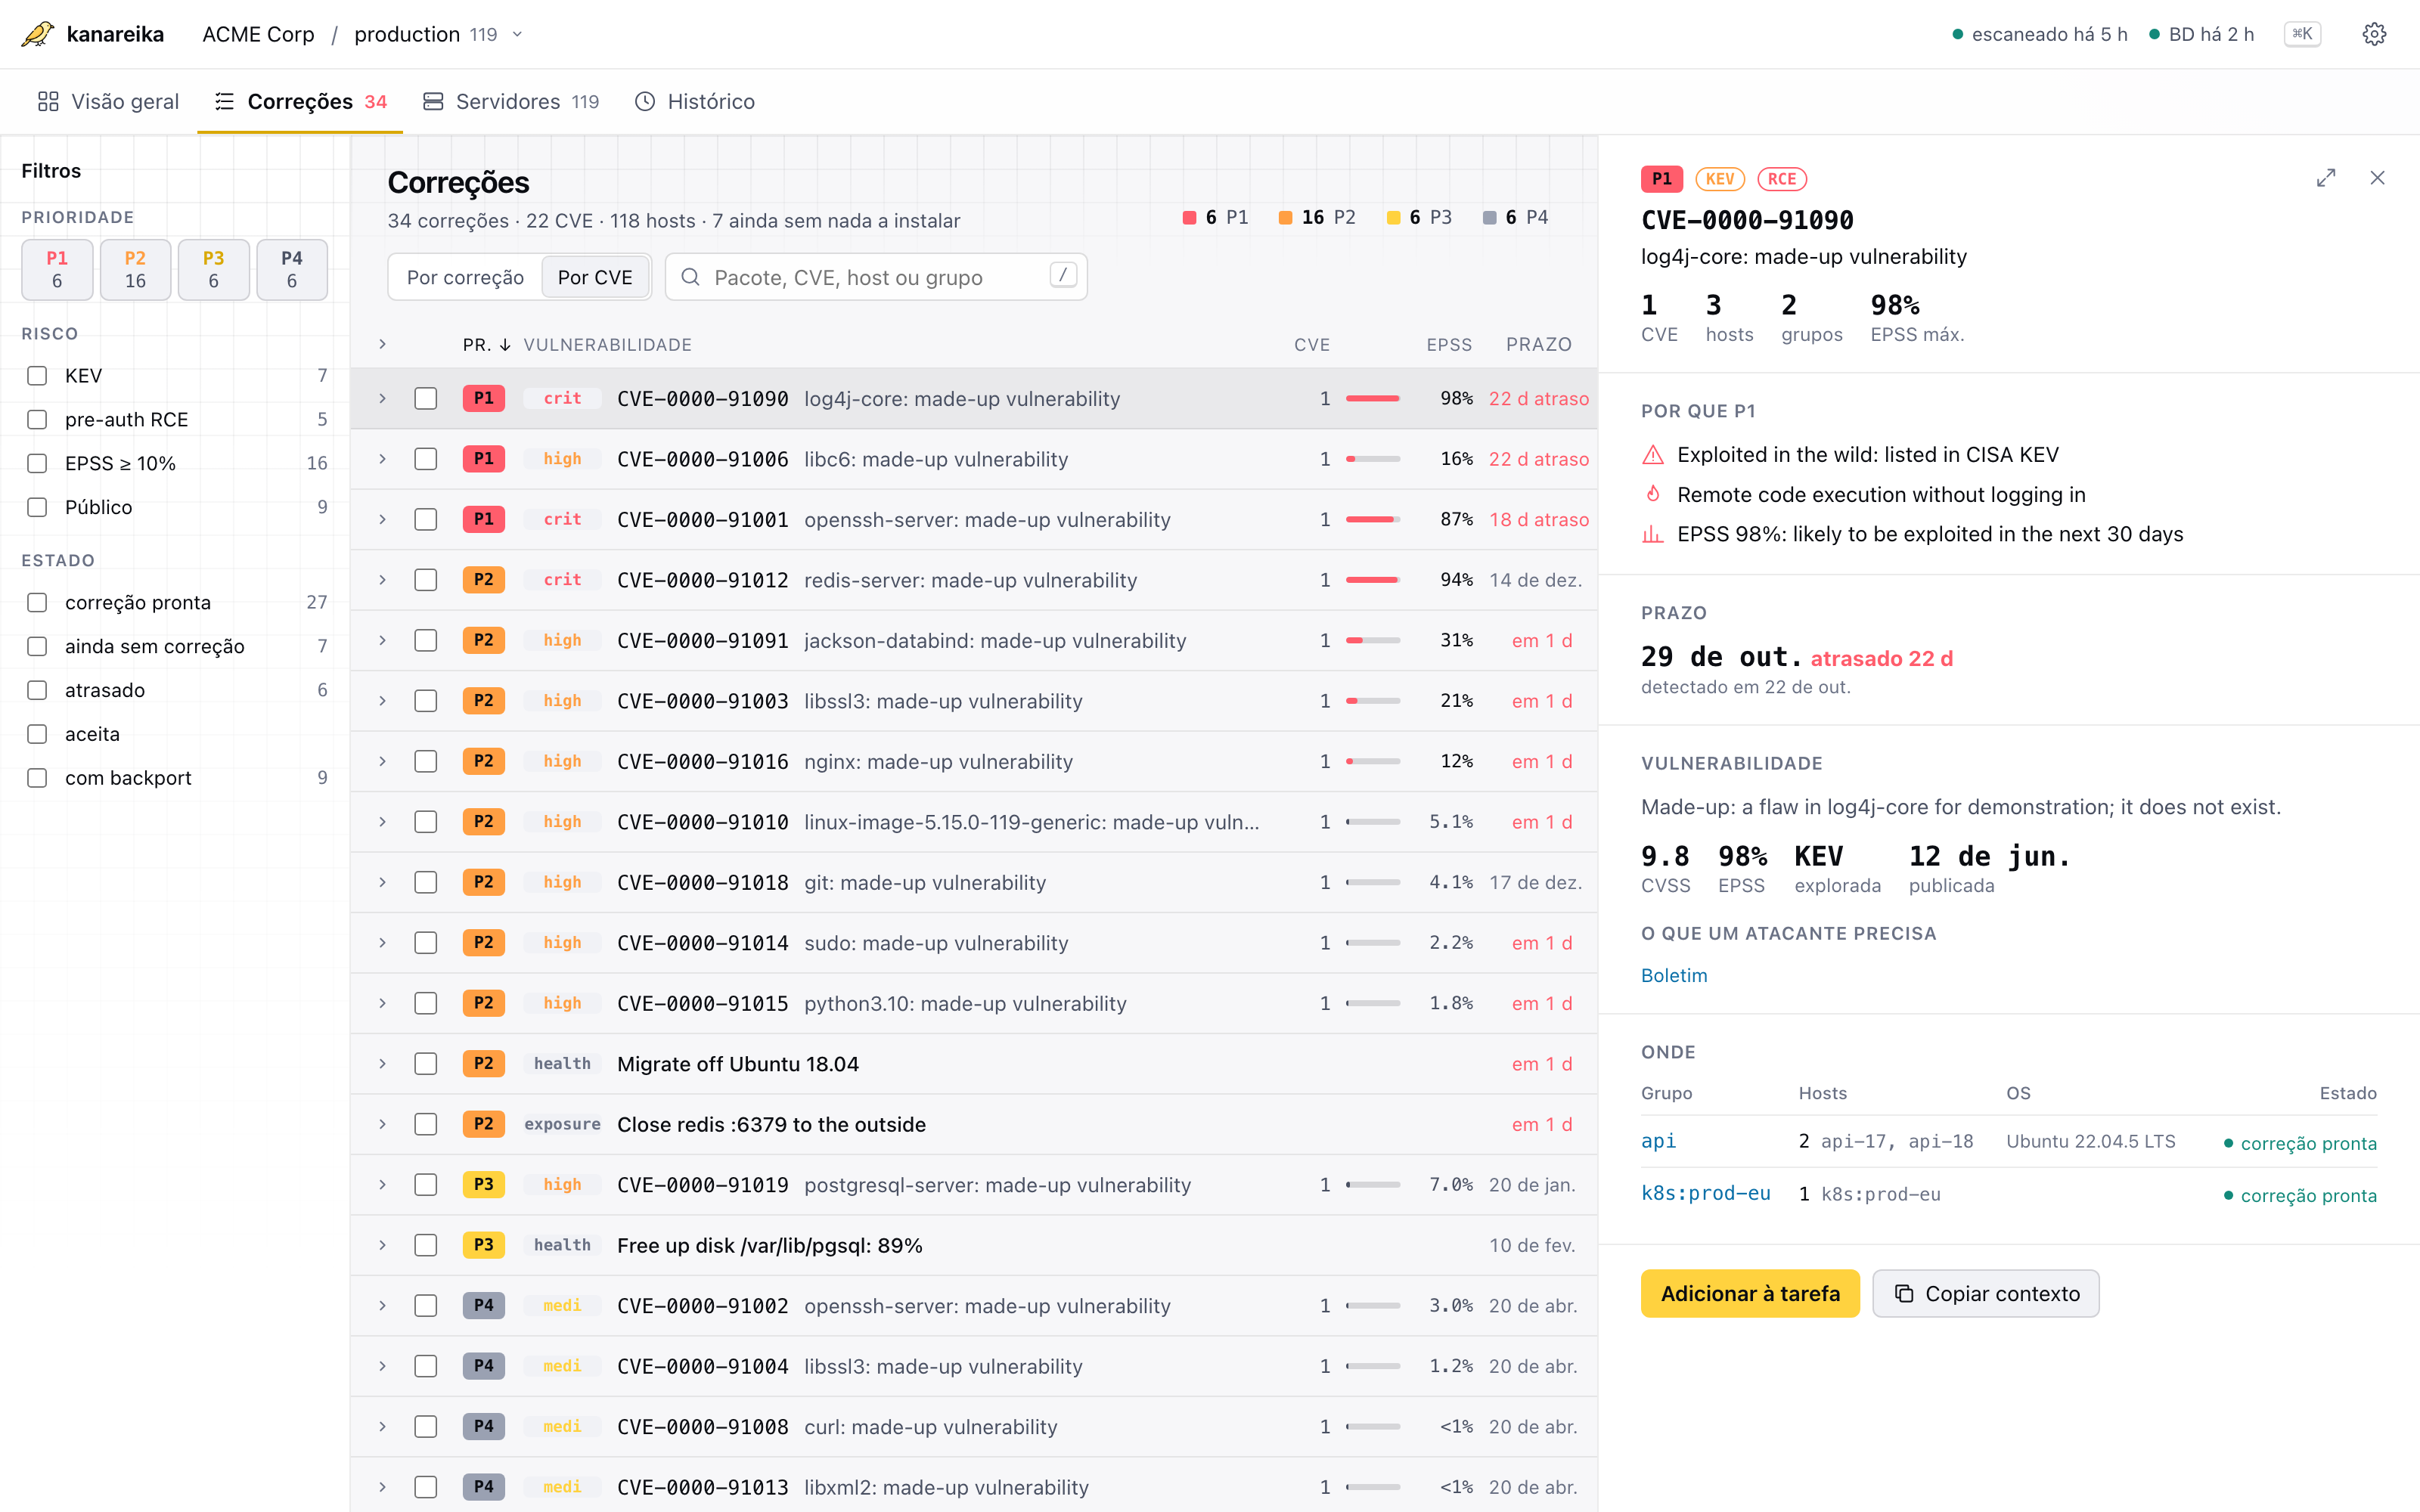 kanareika
ACME Corp / production 119
escaneado há 5 h
BD há 2 h
⌘K
Visão geral
Correções 34
Servidores 119
Histórico
Filtros
PRIORIDADE
P1 P2 P3 P4
6 16 6 6
RISCO
KEV 7
pre-auth RCE 5
EPSS ≥ 10% 16
Público 9
ESTADO
correção pronta 27
ainda sem correção 7
atrasado 6
aceita
com backport 9
Correções
34 correções · 22 CVE · 118 hosts · 7 ainda sem nada a instalar
6 P1 16 P2 6 P3 6 P4
Por correção Por CVE
Pacote, CVE, host ou grupo /
PR. ↓ VULNERABILIDADE CVE EPSS PRAZO
P1 crit CVE-0000-91090 log4j-core: made-up vulnerability 1 98% 22 d atraso
P1 high CVE-0000-91006 libc6: made-up vulnerability 1 16% 22 d atraso
P1 crit CVE-0000-91001 openssh-server: made-up vulnerability 1 87% 18 d atraso
P2 crit CVE-0000-91012 redis-server: made-up vulnerability 1 94% 14 de dez.
P2 high CVE-0000-91091 jackson-databind: made-up vulnerability 1 31% em 1 d
P2 high CVE-0000-91003 libssl3: made-up vulnerability 1 21% em 1 d
P2 high CVE-0000-91016 nginx: made-up vulnerability 1 12% em 1 d
P2 high CVE-0000-91010 linux-image-5.15.0-119-generic: made-up vuln... 1 5.1% em 1 d
P2 high CVE-0000-91018 git: made-up vulnerability 1 4.1% 17 de dez.
P2 high CVE-0000-91014 sudo: made-up vulnerability 1 2.2% em 1 d
P2 high CVE-0000-91015 python3.10: made-up vulnerability 1 1.8% em 1 d
P2 health Migrate off Ubuntu 18.04 em 1 d
P2 exposure Close redis :6379 to the outside em 1 d
P3 high CVE-0000-91019 postgresql-server: made-up vulnerability 1 7.0% 20 de jan.
P3 health Free up disk /var/lib/pgsql: 89% 10 de fev.
P4 medi CVE-0000-91002 openssh-server: made-up vulnerability 1 3.0% 20 de abr.
P4 medi CVE-0000-91004 libssl3: made-up vulnerability 1 1.2% 20 de abr.
P4 medi CVE-0000-91008 curl: made-up vulnerability 1 <1% 20 de abr.
P4 medi CVE-0000-91013 libxml2: made-up vulnerability 1 <1% 20 de abr.
P1 KEV RCE
CVE-0000-91090
log4j-core: made-up vulnerability
1 3 2 98%
CVE hosts grupos EPSS máx.
POR QUE P1
Exploited in the wild: listed in CISA KEV
Remote code execution without logging in
EPSS 98%: likely to be exploited in the next 30 days
PRAZO
29 de out. atrasado 22 d
detectado em 22 de out.
VULNERABILIDADE
Made-up: a flaw in log4j-core for demonstration; it does not exist.
9.8 98% KEV 12 de jun.
CVSS EPSS explorada publicada
O QUE UM ATACANTE PRECISA
Boletim
ONDE
Grupo Hosts OS Estado
api 2 api-17, api-18 Ubuntu 22.04.5 LTS correção pronta
k8s:prod-eu 1 k8s:prod-eu correção pronta
Adicionar à tarefa
Copiar contexto